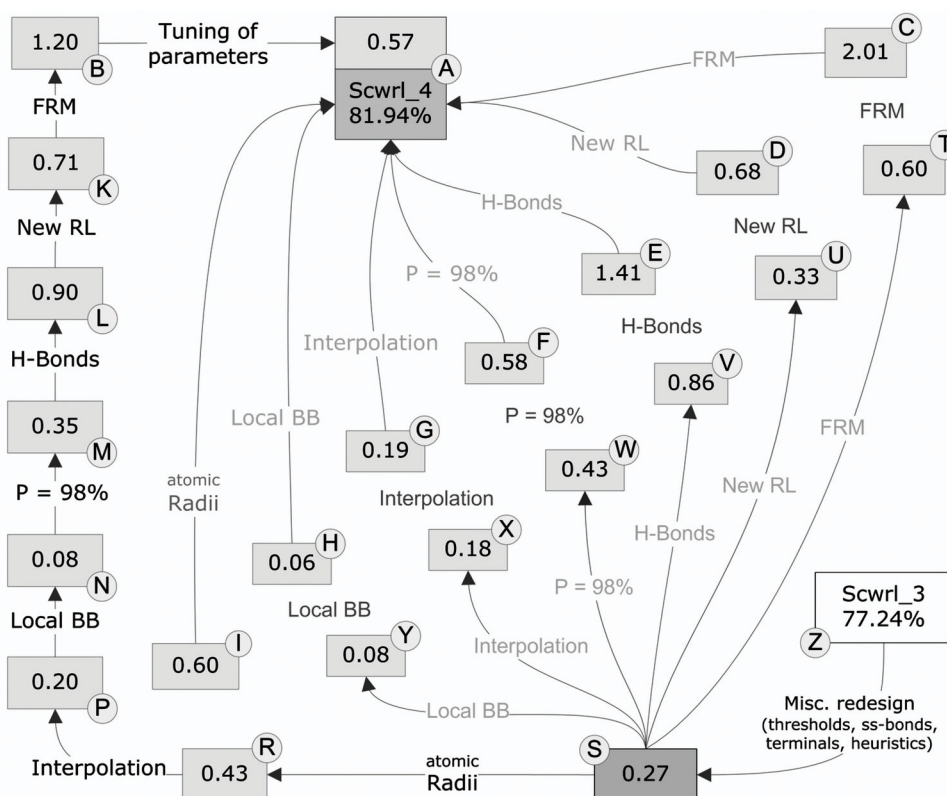 1.20
B
Tuning of
parameters
0.57
A
Scwrl_4
81.94%
FRM
2.01
C
FRM
FRM
0.71
K
New RL
0.68
D
0.60
T
New RL
H-Bonds
New RL
0.33
U
P = 98%
1.41
E
0.90
L
H-Bonds
Interpolation
0.58
F
H-Bonds
0.86
V
0.35
M
Local BB
0.19
G
P = 98%
FRM
P = 98%
atomic
Radii
Interpolation
0.43
W
New RL
H-Bonds
0.08
N
0.06
H
0.18
X
P = 98%
Local BB
Local BB
Scwrl_3
77.24%
Z
0.20
P
0.60
I
0.08
Y
Interpolation
Local BB
Misc. redesign
(thresholds, ss-bonds,
terminals, heuristics)
Interpolation
0.43
R
atomic
Radii
S
0.27